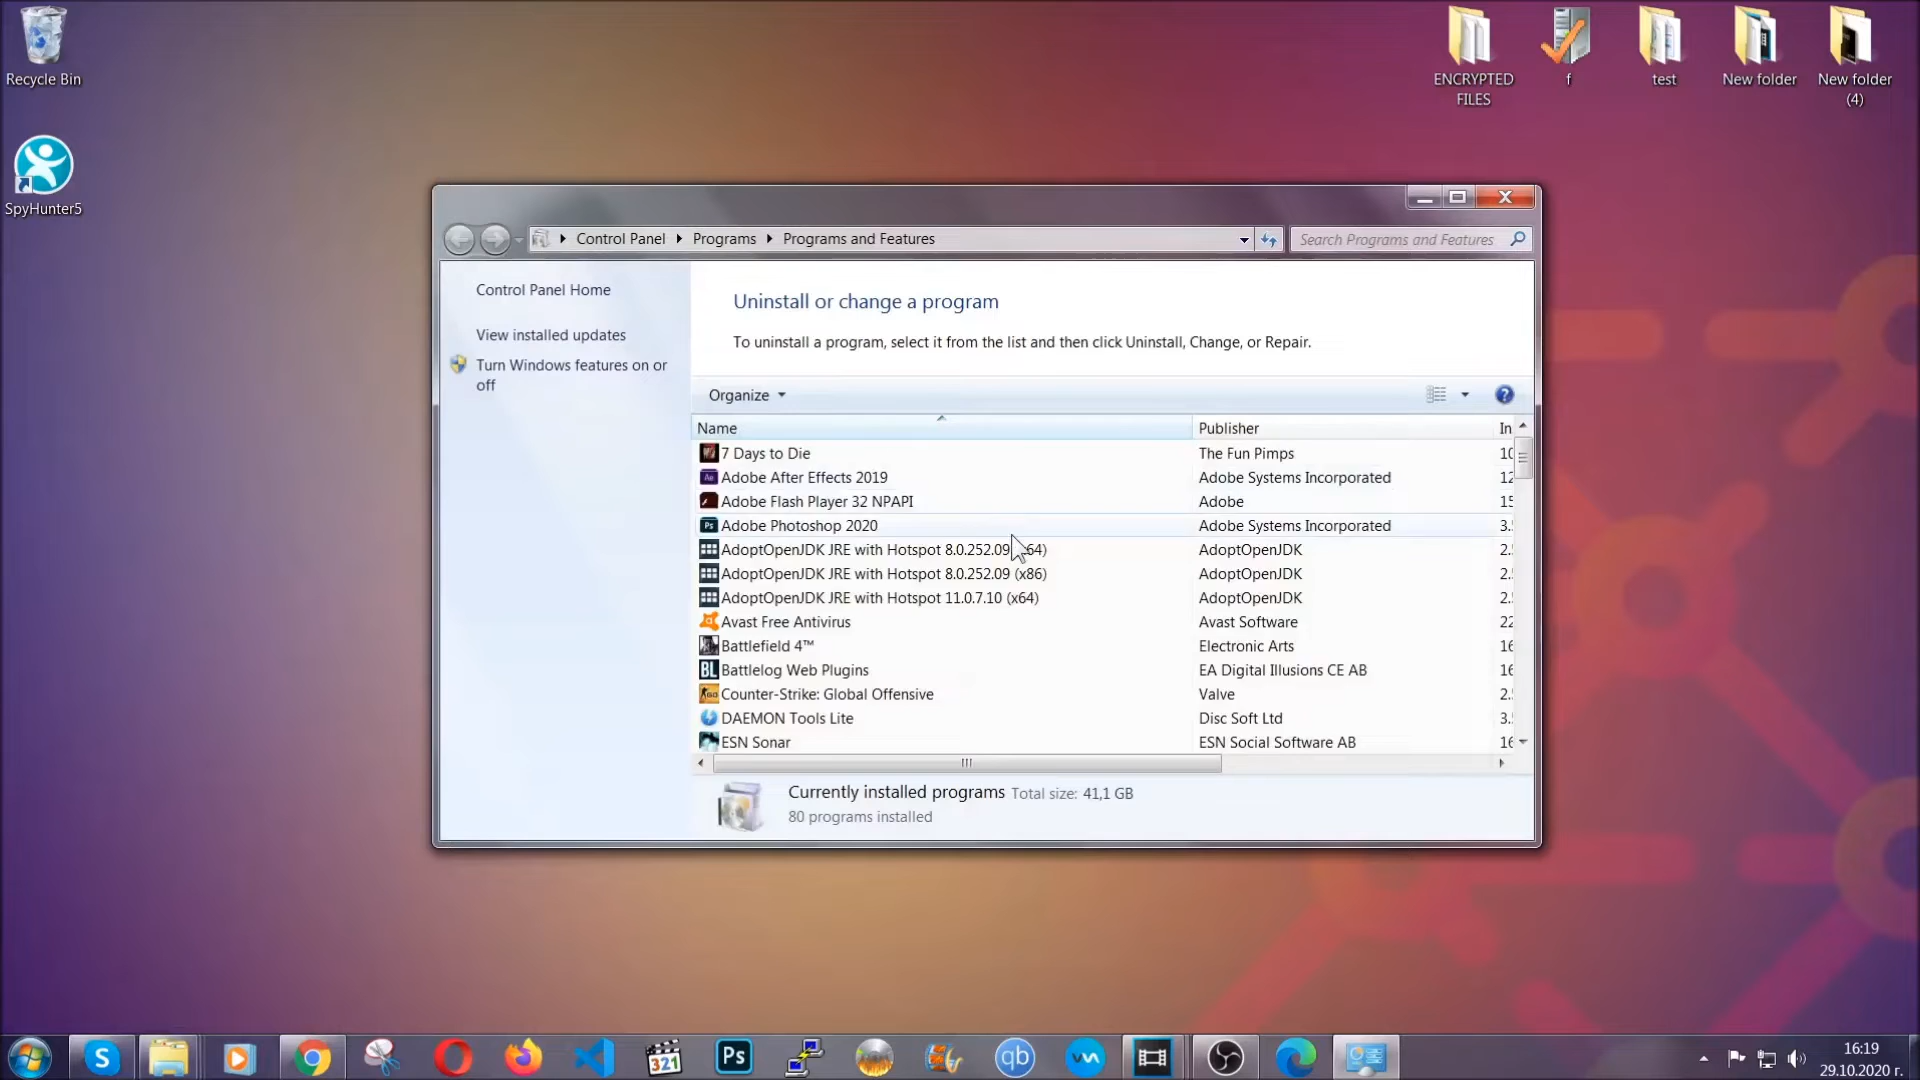 Recycle Bin
SpyHunter5
ENCRYPTED
FILES
f
test
New folder
New folder
(4)
Control Panel
Programs
Programs and Features
Search Programs and Features
Control Panel Home
View installed updates
Turn Windows features on or
off
Uninstall or change a program
To uninstall a program, select it from the list and then click Uninstall, Change, or Repair.
Organize
Name Publisher In
7 Days to Die The Fun Pimps 10
Adobe After Effects 2019 Adobe Systems Incorporated 12
Adobe Flash Player 32 NPAPI Adobe 15
Adobe Photoshop 2020 Adobe Systems Incorporated 3.
AdoptOpenJDK JRE with Hotspot 8.0.252.09 64) AdoptOpenJDK 2.
AdoptOpenJDK JRE with Hotspot 8.0.252.09 (x86) AdoptOpenJDK 2.
AdoptOpenJDK JRE with Hotspot 11.0.7.10 (x64) AdoptOpenJDK 2.
Avast Free Antivirus Avast Software 22
Battlefield 4™ Electronic Arts 16
BL Battlelog Web Plugins EA Digital Illusions CE AB 16
Counter-Strike: Global Offensive Valve 2.
DAEMON Tools Lite Disc Soft Ltd 3.
ESN Sonar ESN Social Software AB 16
Currently installed programs Total size: 41,1 GB
80 programs installed
321
Ps
qb
16:19
29.10.2020 г.